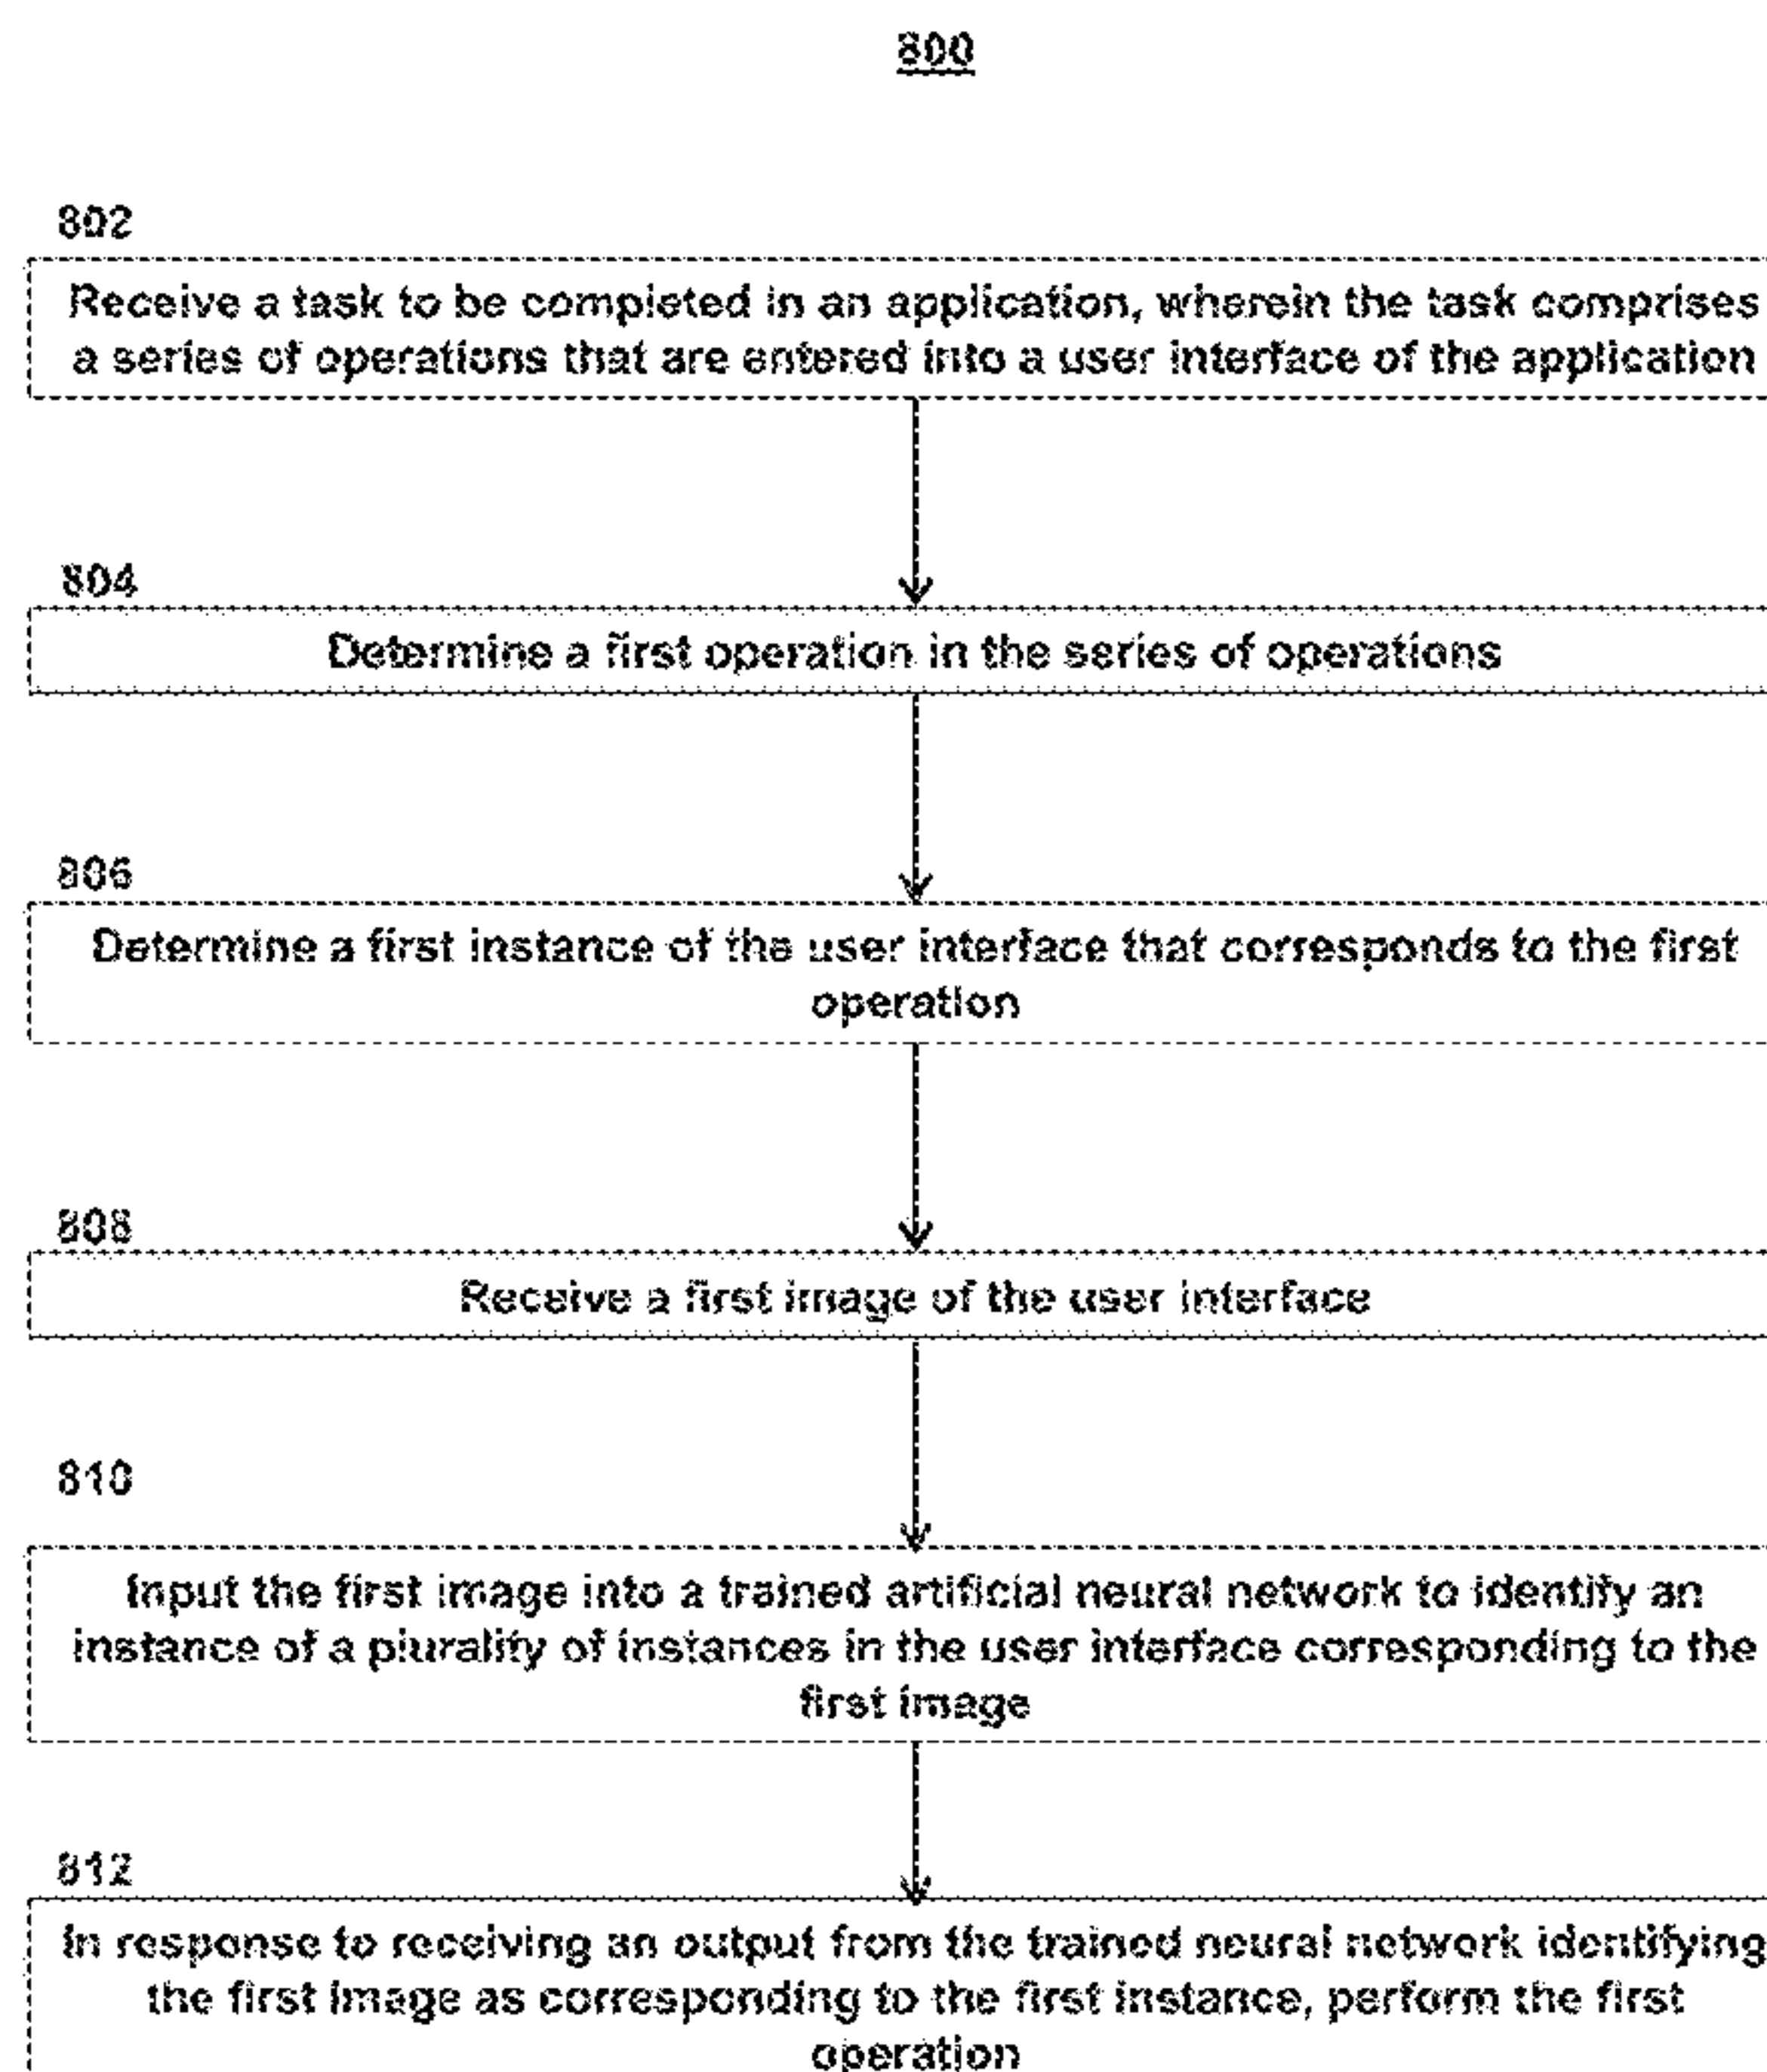 800
802
Receive a task to be completed in an application, wherein the task comprises
a series of operations that are entered into a user interface of the application
804
Determine a first operation in the series of operations
806
Determine a first instance of the user interface that corresponds to the first
operation
808
Receive a first image of the user interface
810
Input the first image into a trained artificial neural network to identify an
instance of a plurality of instances in the user interface corresponding to the
first image
812
In response to receiving an output from the trained neural network identifying
the first image as corresponding to the first instance, perform the first
operation